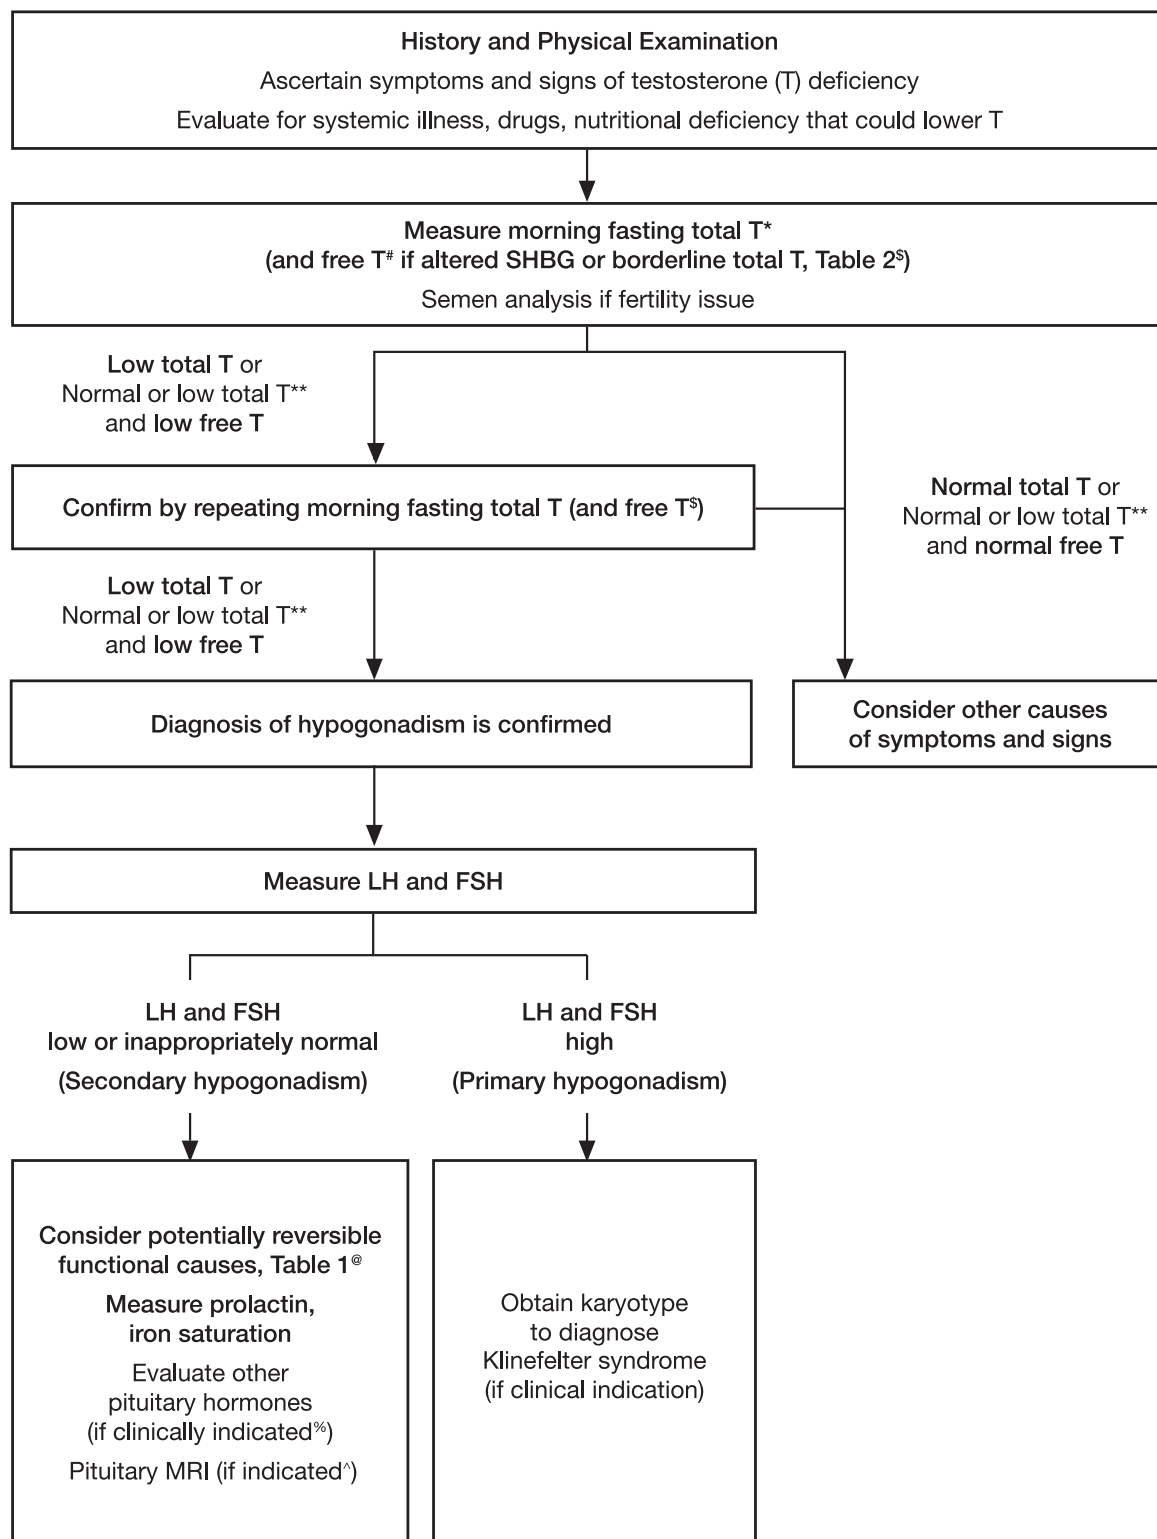 History and Physical Examination
Ascertain symptoms and signs of testosterone (T) deficiency
Evaluate for systemic illness, drugs, nutritional deficiency that could lower T
Measure morning fasting total T*
(and free T# if altered SHBG or borderline total T, Table 2$)
Semen analysis if fertility issue
Low total T or
Normal or low total T**
and low free T
Confirm by repeating morning fasting total T (and free T$)
Normal total T or
Normal or low total T**
and normal free T
Low total T or
Normal or low total T**
and low free T
Diagnosis of hypogonadism is confirmed
Consider other causes
of symptoms and signs
Measure LH and FSH
LH and FSH
low or inappropriately normal
(Secondary hypogonadism)
LH and FSH
high
(Primary hypogonadism)
Consider potentially reversible
functional causes, Table 1@
Measure prolactin,
iron saturation
Evaluate other
pituitary hormones
(if clinically indicated%)
Pituitary MRI (if indicated^)
Obtain karyotype
to diagnose
Klinefelter syndrome
(if clinical indication)